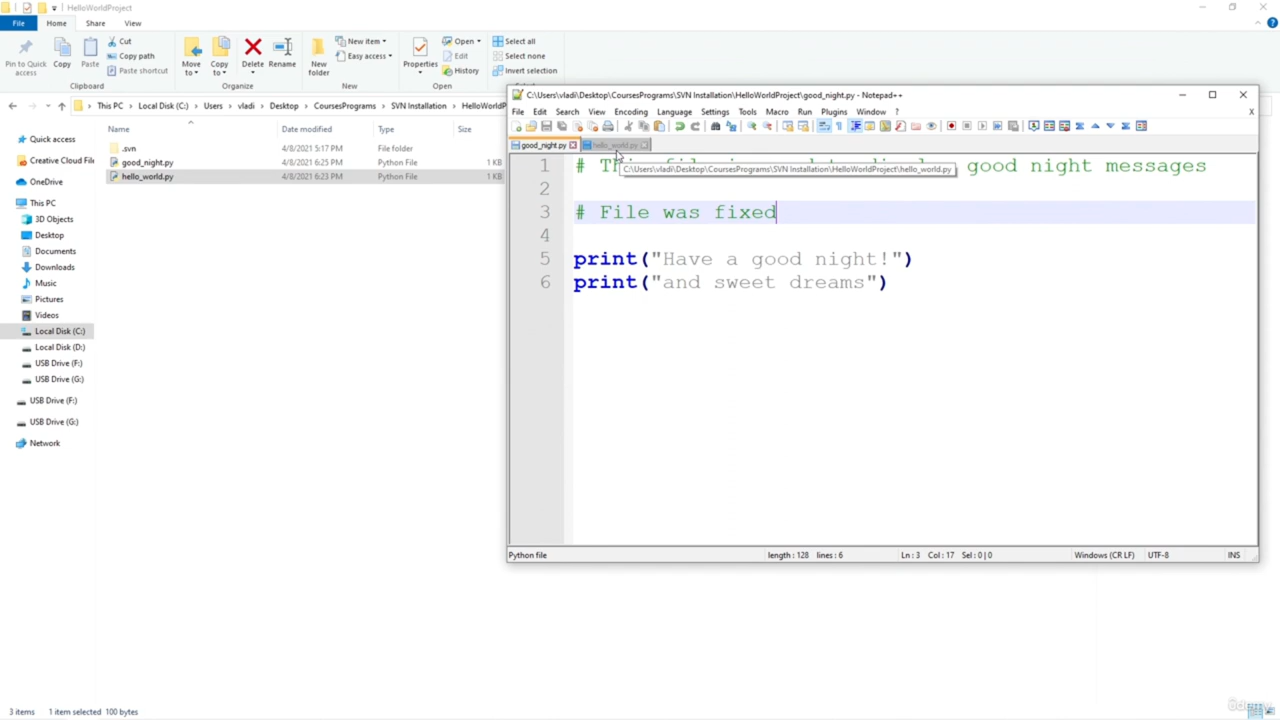 HelloWorldProject
File Home Share View
Pin to Quick access
Copy
Paste
Cut
Copy path
Paste shortcut
Clipboard
Move to
Copy to
Delete
Rename
Organize
New folder
New item
Easy access
New
Properties
Open
Edit
History
Open
Select all
Select none
Invert selection
This PC > Local Disk (C:) > Users > vladi > Desktop > CoursesPrograms > SVN Installation > HelloWorldP
Quick access
Creative Cloud File
OneDrive
This PC
3D Objects
Desktop
Documents
Downloads
Music
Pictures
Videos
Local Disk (C:)
Local Disk (D:)
USB Drive (F:)
USB Drive (G:)
USB Drive (F:)
USB Drive (G:)
Network
Name Date modified Type Size
.svn 4/8/2021 5:17 PM File folder
good_night.py 4/8/2021 6:25 PM Python File 1 KB
hello_world.py 4/8/2021 6:23 PM Python File 1 KB
C:\Users\vladi\Desktop\CoursesPrograms\SVN Installation\HelloWorldProject\good_night.py - Notepad++
File Edit Search View Encoding Language Settings Tools Macro Run Plugins Window ? X
good_night.py hello_world.py
C:\Users\vladi\Desktop\CoursesPrograms\SVN Installation\HelloWorldProject\hello_world.py
1 # good night messages
2
3 # File was fixed
4
5 print("Have a good night!")
6 print("and sweet dreams")
Python file length : 128 lines : 6 Ln : 3 Col : 17 Sel : 0 | 0 Windows (CR LF) UTF-8 INS
3 items 1 item selected 100 bytes
ûdemy